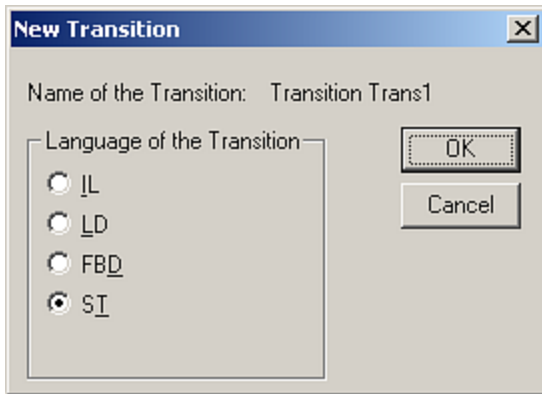 New Transition
Name of the Transition: Transition Trans1
Language of the Transition
OK
IL
LD
Cancel
FBD
ST